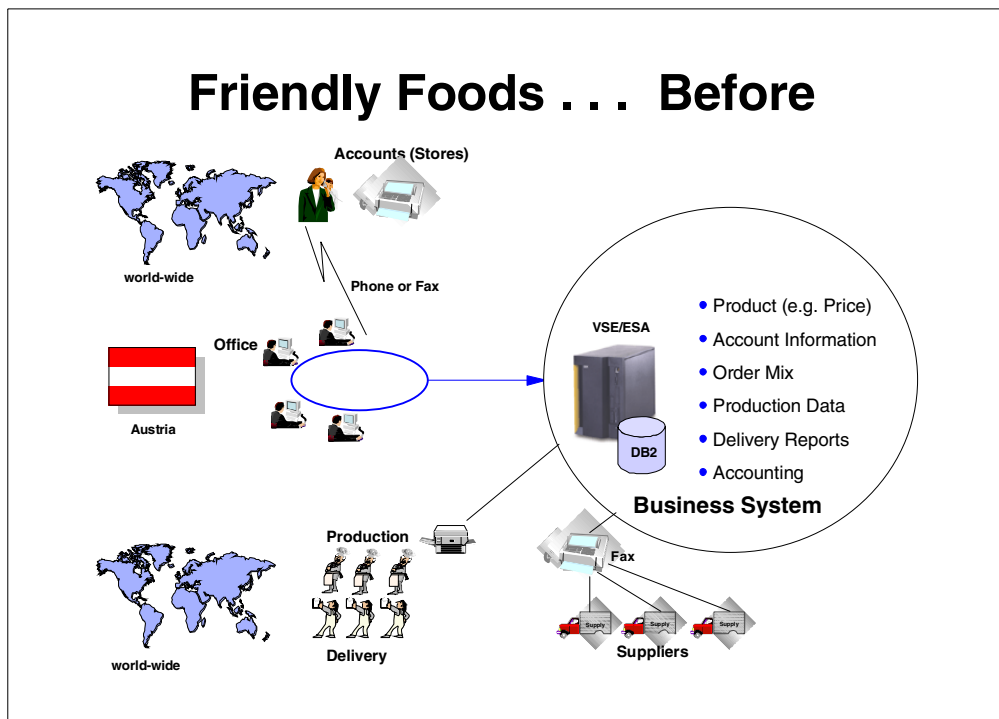 Friendly Foods . . . Before
Accounts (Stores)
world-wide
Phone or Fax
Office
Austria
VSE/ESA
DB2
• Product (e.g. Price)
• Account Information
• Order Mix
• Production Data
• Delivery Reports
• Accounting
Business System
Production
Delivery
world-wide
Fax
Supply
Supply
Supply
Suppliers